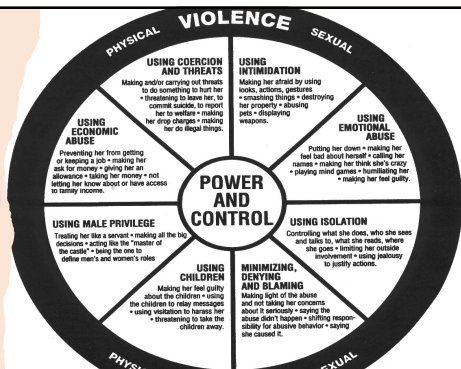 VIOLENCE
PHYSICAL
SEXUAL
USING COERCION
AND THREATS
Making and/or carrying out threats
to do something to hurt her
• threatening to leave her, to
commit suicide, to report
her to welfare • making
her drop charges • making
her do illegal things.
USING
INTIMIDATION
Making her afraid by using
looks, actions, gestures
• smashing things • destroying
her property • abusing
pets • displaying
weapons.
USING
ECONOMIC
ABUSE
Preventing her from getting
or keeping a job • making her
ask for money • giving her an
allowance • taking her money • not
letting her know about or have access
to family income.
USING
EMOTIONAL
ABUSE
Putting her down • making her
feel bad about herself • calling her
names • making her think she's crazy
• playing mind games • humiliating her
• making her feel guilty.
POWER
AND
CONTROL
USING MALE PRIVILEGE
Treating her like a servant • making all the big
decisions • acting like the "master of
the castle" • being the one to
define men's and women's roles
USING ISOLATION
Controlling what she does, who she sees
and talks to, what she reads, where
she goes • limiting her outside
involvement • using jealousy
to justify actions.
USING
CHILDREN
Making her feel guilty
about the children • using
the children to relay messages
• using visitation to harass her
• threatening to take the
children away.
MINIMIZING,
DENYING
AND BLAMING
Making light of the abuse
and not taking her concerns
about it seriously • saying the
abuse didn't happen • shifting respon-
sibility for abusive behavior • saying
she caused it.